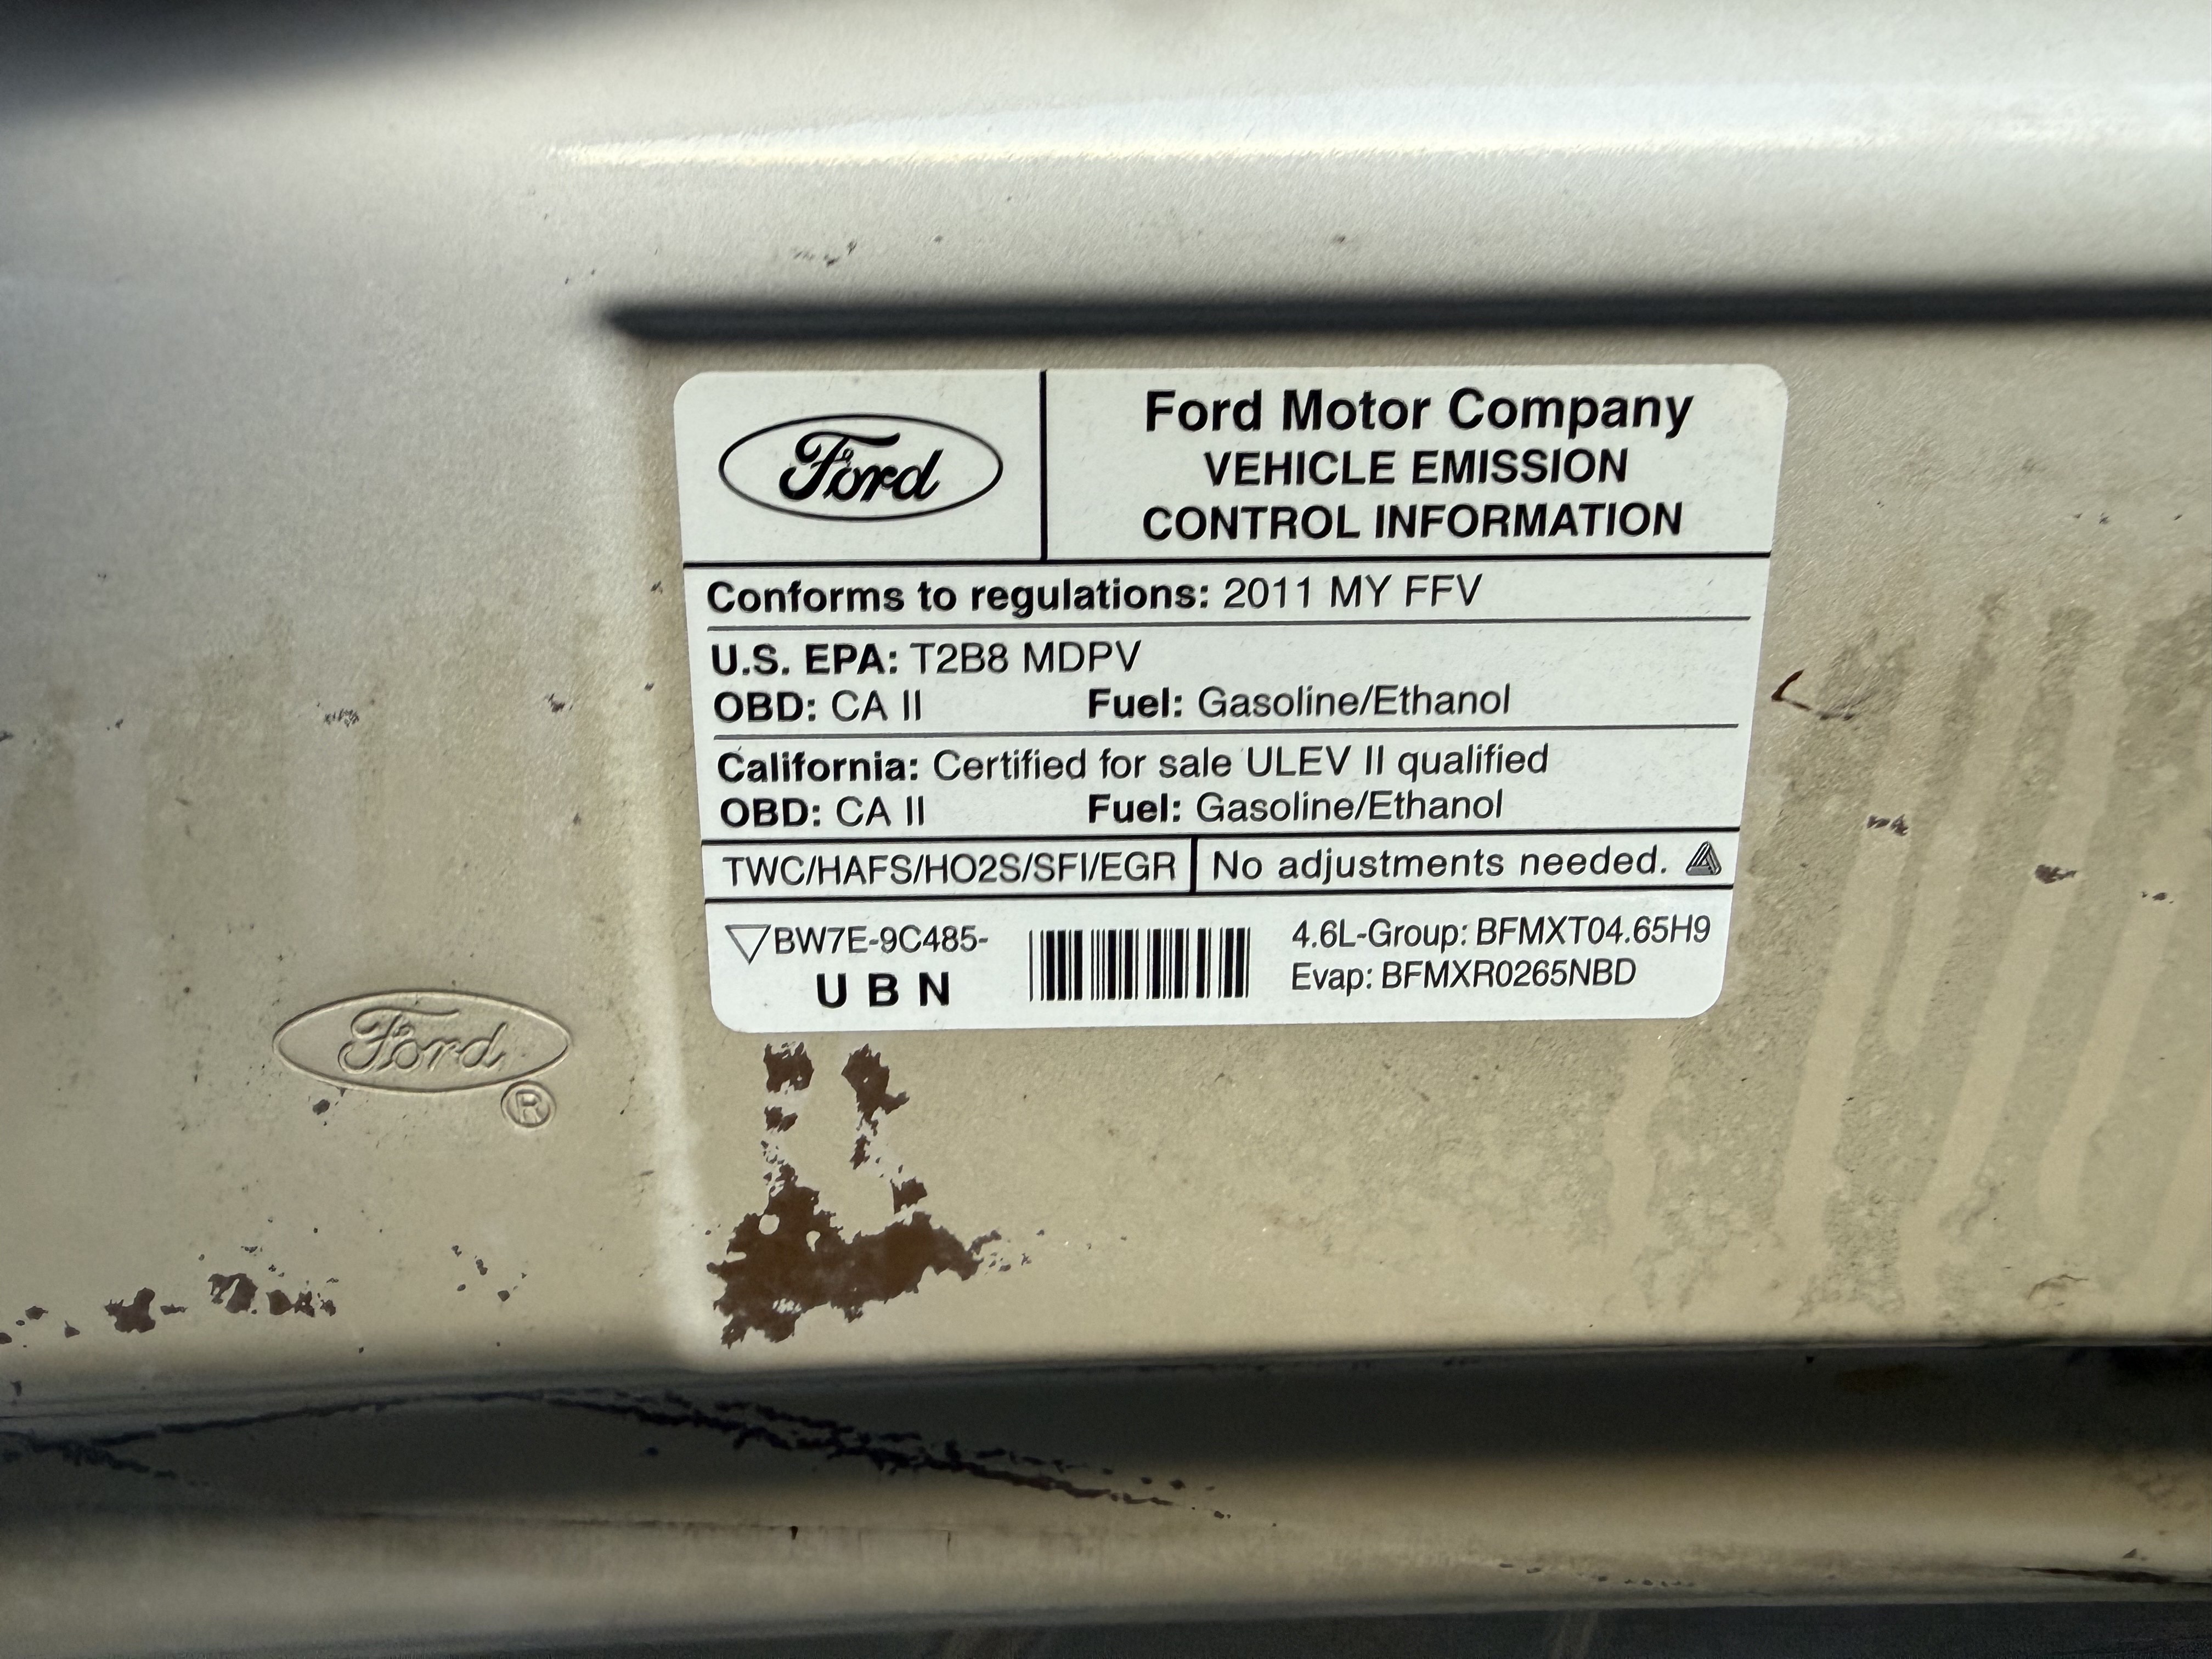 Ford
Ford Motor Company
VEHICLE EMISSION
CONTROL INFORMATION
Conforms to regulations: 2011 MY FFV
U.S. EPA: T2B8 MDPV
OBD: CA II Fuel: Gasoline/Ethanol
California: Certified for sale ULEV II qualified
OBD: CA II Fuel: Gasoline/Ethanol
TWC/HAFS/HO2S/SFI/EGR No adjustments needed.
BW7E-9C485-
U B N
4.6L-Group: BFMXT04.65H9
Evap: BFMXR0265NBD
Ford
®